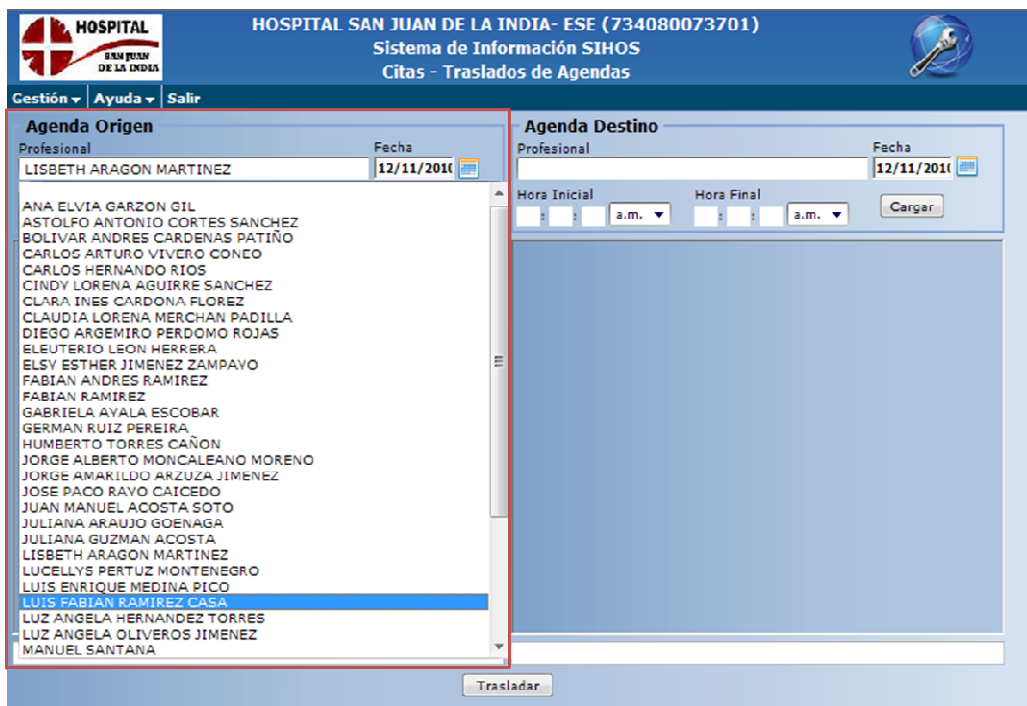 HOSPITAL
SAN JUAN
DE LA INDIA
HOSPITAL SAN JUAN DE LA INDIA- ESE (734080073701)
Sistema de Información SIHOS
Citas - Traslados de Agendas
Gestión Ayuda Salir
Agenda Origen
Profesional Fecha
LISBETH ARAGON MARTINEZ 12/11/2010
ANA ELVIA GARZON GIL
ASTOLFO ANTONIO CORTES SANCHEZ
BOLIVAR ANDRES CARDENAS PATIÑO
CARLOS ARTURO VIVERO CONEO
CARLOS HERNANDO RIOS
CINDY LORENA AGUIRRE SANCHEZ
CLARA INES CARDONA FLOREZ
CLAUDIA LORENA MERCHAN PADILLA
DIEGO ARGEMIRO PERDOMO ROJAS
ELEUTERIO LEON HERRERA
ELSY ESTHER JIMENEZ ZAMPAYO
FABIAN ANDRES RAMIREZ
FABIAN RAMIREZ
GABRIELA AYALA ESCOBAR
GERMAN RUIZ PEREIRA
HUMBERTO TORRES CAÑON
JORGE ALBERTO MONCALEANO MORENO
JORGE AMARILDO ARZUZA JIMENEZ
JOSE PACO RAYO CAICEDO
JUAN MANUEL ACOSTA SOTO
JULIANA ARAUJO GOENAGA
JULIANA GUZMAN ACOSTA
LISBETH ARAGON MARTINEZ
LUCELLYS PERTUZ MONTENEGRO
LUIS ENRIQUE MEDINA PICO
LUIS FABIAN RAMIREZ CASA
LUZ ANGELA HERNANDEZ TORRES
LUZ ANGELA OLIVEROS JIMENEZ
MANUEL SANTANA
Agenda Destino
Profesional Fecha
12/11/2010
Hora Inicial Hora Final
: : a.m. : : a.m. Cargar
Trasladar